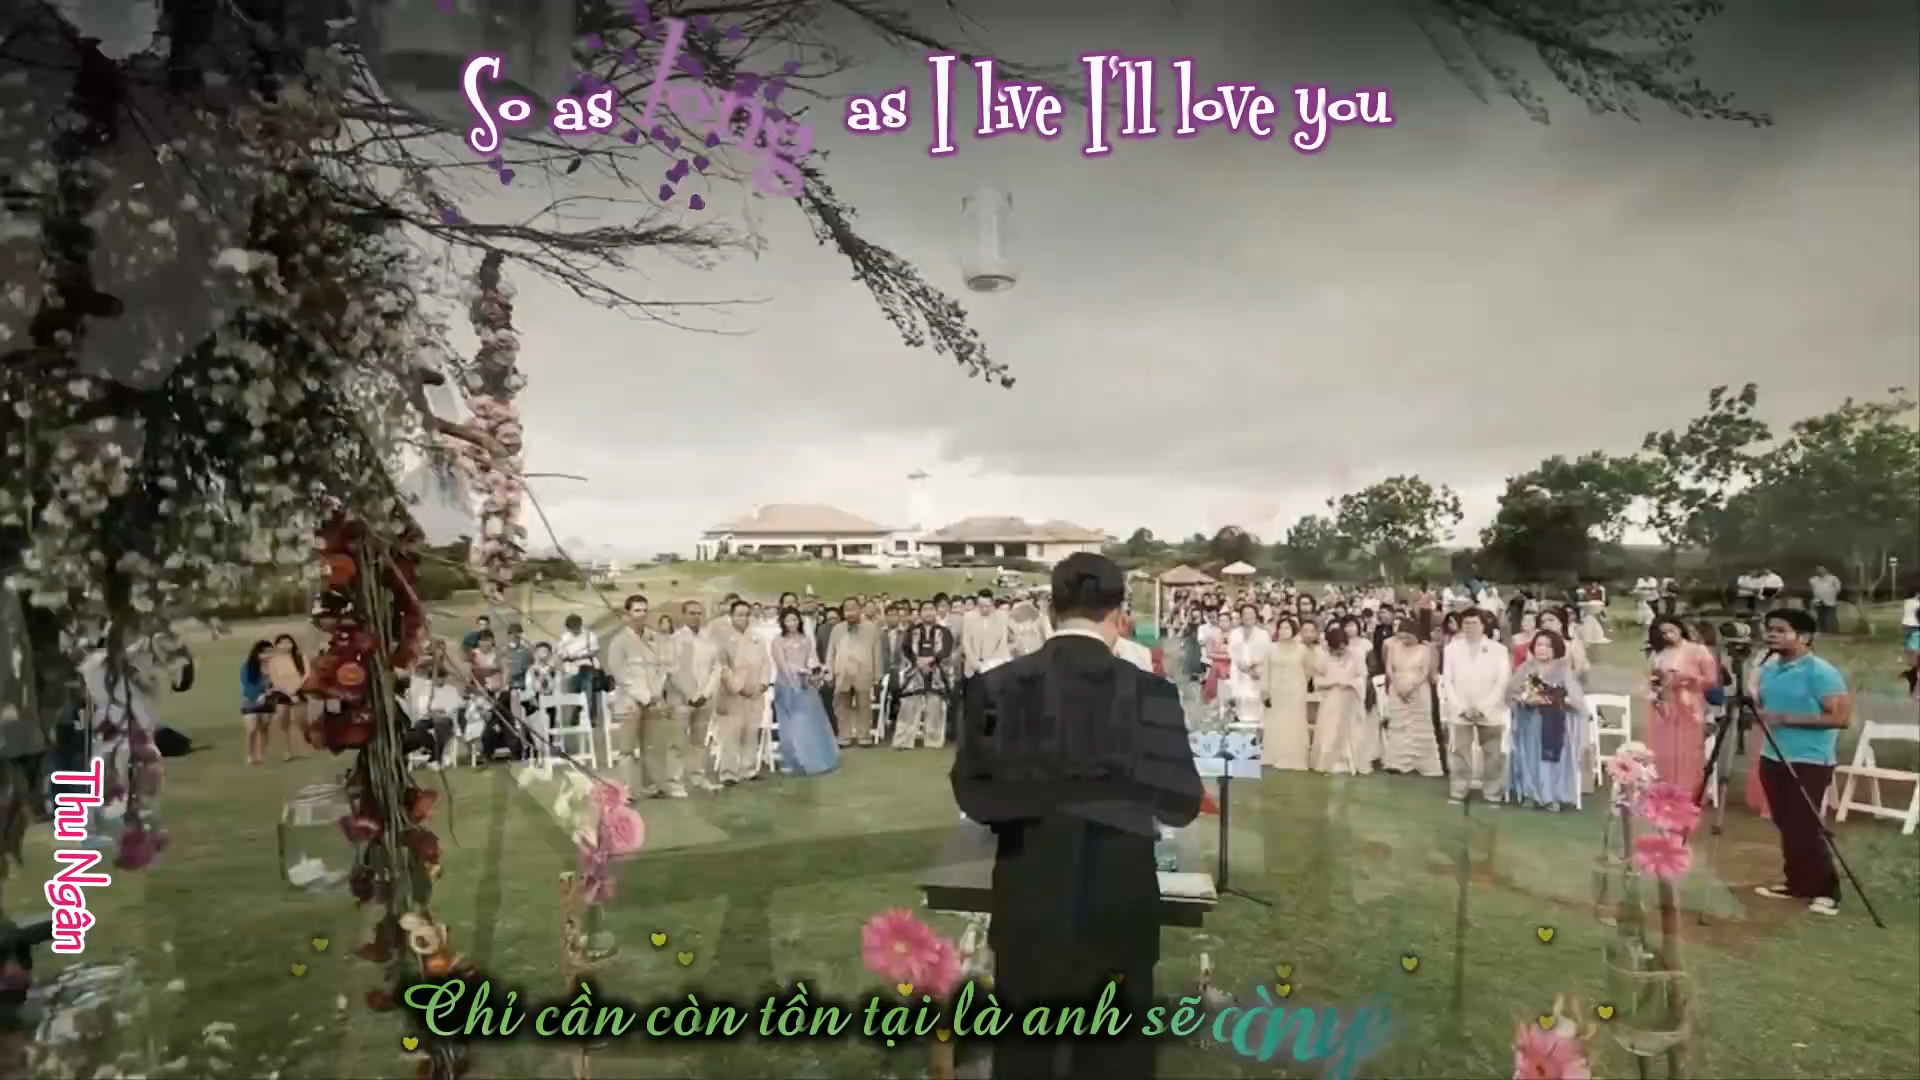 So as long as I live I'll love you
Thu Ngân
Chỉ cần còn tồn tại là anh sẽ